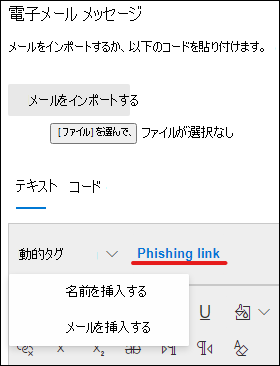 電子メール メッセージ
メールをインポートするか、以下のコードを貼り付けます。
メールをインポートする
[ファイル] を選んで、 ファイルが選択なし
テキスト コード
動的タグ Phishing link
名前を挿入する
メールを挿入する
U
x² x₂ ab